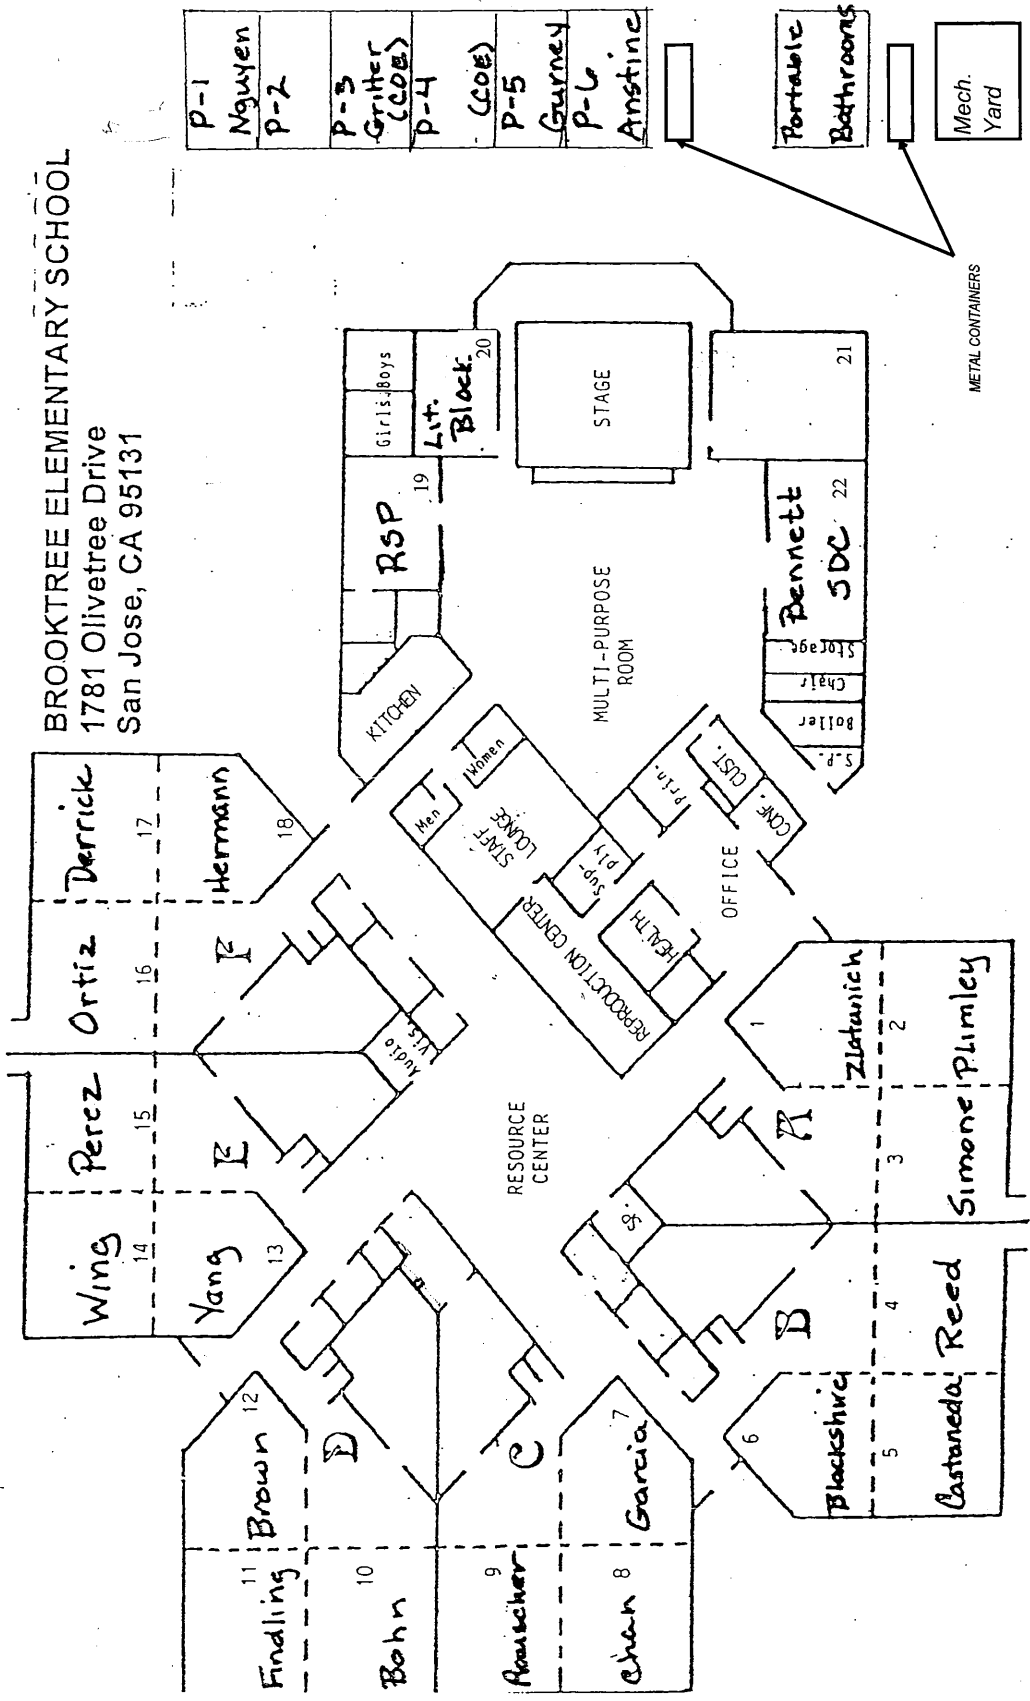 BROOKTREE ELEMENTARY SCHOOL
1781 Olivetree Drive
San Jose, CA 95131
P-1
Nguyen
P-2
P-3
Gritter
(COE)
P-4
(COE)
P-5
Gurney
P-6
Anstine
Portable
Bathrooms
Mech.
Yard
METAL CONTAINERS
Derrick
17
Hermann
18
Ortiz
16
F
Perez
15
E
Wing
14
Yang
13
Audio
Vis.
Brown
12
D
Findling
11
Bohn
10
9
C
Chan
8
Garcia
7
RESOURCE
CENTER
KITCHEN
RSP
19
Girls
Boys
Lit.
Block
20
STAGE
MULTI-PURPOSE
ROOM
21
Bennett
SDC
22
Storage
Chair
Boiler
S.P.
Men
Women
STAFF
LOUNGE
Sup-
ply
Prin.
CUST.
CONF.
OFFICE
HEALTH
REPRODUCTION CENTER
1
Zlatunich
2
Plimley
A
3
Simone
Sp.
B
4
Reed
5
Castaneda
6